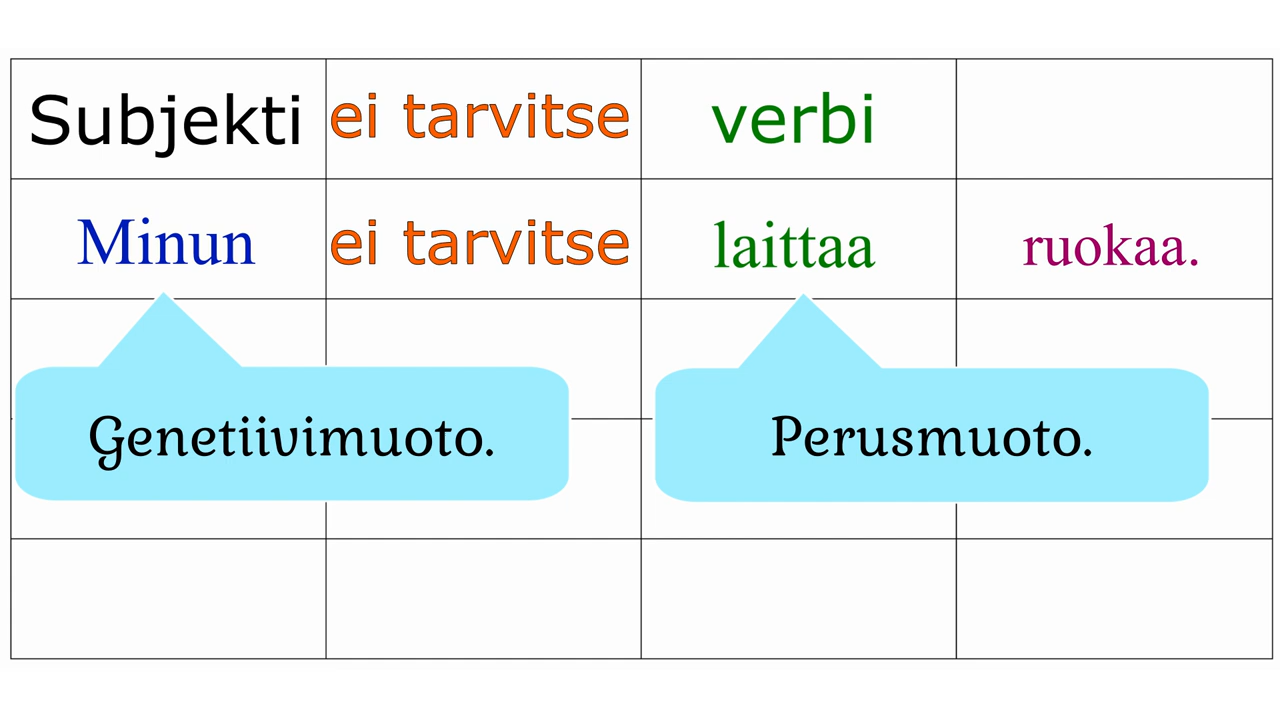 Subjekti ei tarvitse verbi
Minun ei tarvitse laittaa ruokaa.
Genetiivimuoto. Perusmuoto.